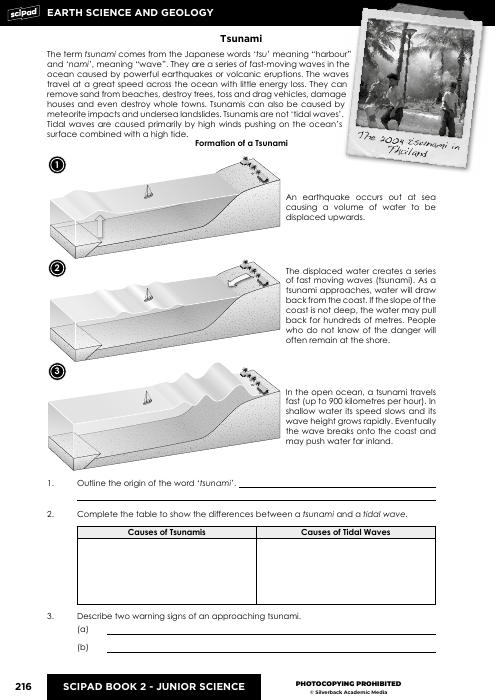 scipad EARTH SCIENCE AND GEOLOGY
Tsunami
The term tsunami comes from the Japanese words ‘tsu’ meaning “harbour”
and ‘nami’, meaning “wave”. They are a series of fast-moving waves in the
ocean caused by powerful earthquakes or volcanic eruptions. The waves
travel at a great speed across the ocean with little energy loss. They can
remove sand from beaches, destroy trees, toss and drag vehicles, damage
houses and even destroy whole towns. Tsunamis can also be caused by
meteorite impacts and undersea landslides. Tsunamis are not ‘tidal waves’.
Tidal waves are caused primarily by high winds pushing on the ocean’s
surface combined with a high tide.
The 2004 tsunami in
Thailand
Formation of a Tsunami
1
An earthquake occurs out at sea
causing a volume of water to be
displaced upwards.
2
The displaced water creates a series
of fast moving waves (tsunami). As a
tsunami approaches, water will draw
back from the coast. If the slope of the
coast is not deep, the water may pull
back for hundreds of metres. People
who do not know of the danger will
often remain at the shore.
3
In the open ocean, a tsunami travels
fast (up to 900 kilometres per hour). In
shallow water its speed slows and its
wave height grows rapidly. Eventually
the wave breaks onto the coast and
may push water far inland.
1. Outline the origin of the word ‘tsunami’.
2. Complete the table to show the differences between a tsunami and a tidal wave.
Causes of Tsunamis Causes of Tidal Waves
3. Describe two warning signs of an approaching tsunami.
(a)
(b)
216 SCIPAD BOOK 2 - JUNIOR SCIENCE
PHOTOCOPYING PROHIBITED
© Silverback Academic Media